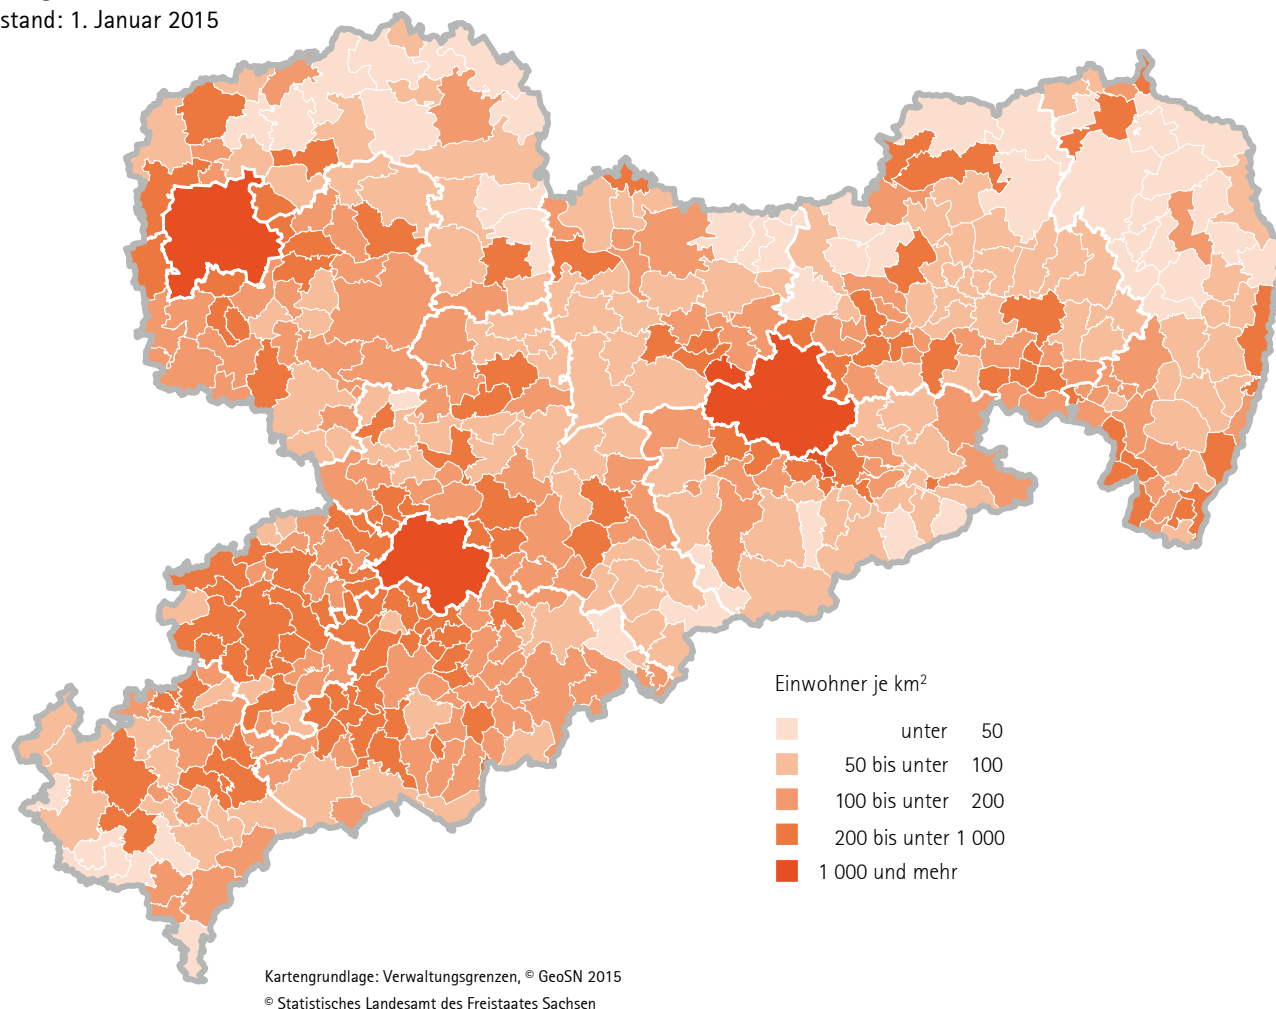 stand: 1. Januar 2015
Einwohner je km²
unter 50
50 bis unter 100
100 bis unter 200
200 bis unter 1 000
1 000 und mehr
Kartengrundlage: Verwaltungsgrenzen, © GeoSN 2015
© Statistisches Landesamt des Freistaates Sachsen